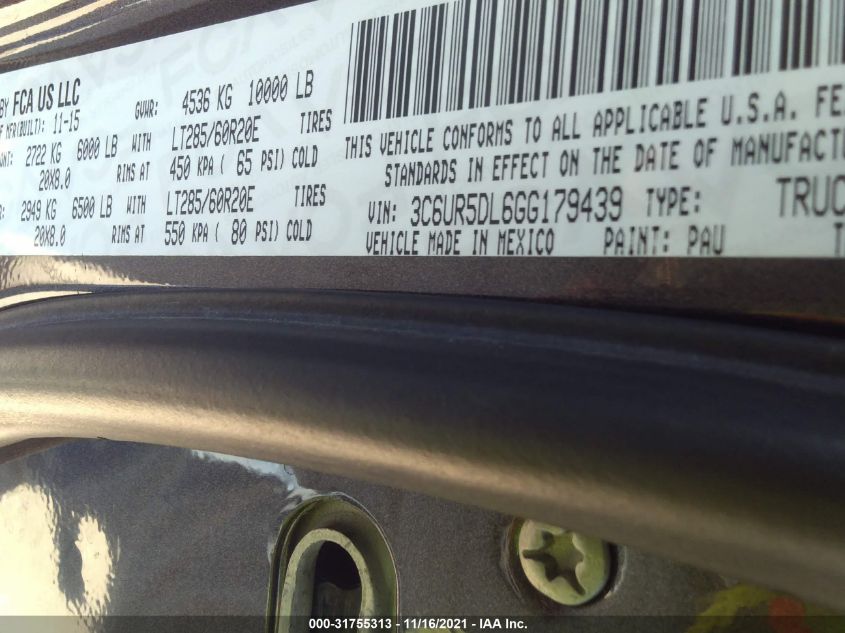 BY FCA US LLC
OF MFR(BUILT): 11-15 GVWR: 4536 KG 10000 LB
2722 KG 6000 LB WITH LT285/60R20E TIRES
20X8.0 RIMS AT 450 KPA ( 65 PSI) COLD
2949 KG 6500 LB WITH LT285/60R20E TIRES
20X8.0 RIMS AT 550 KPA ( 80 PSI) COLD
THIS VEHICLE CONFORMS TO ALL APPLICABLE U.S.A. FE
STANDARDS IN EFFECT ON THE DATE OF MANUFACT
VIN: 3C6UR5DL6GG179439 TYPE: TRUC
VEHICLE MADE IN MEXICO PAINT: PAU
000-31755313 - 11/16/2021 - IAA Inc.